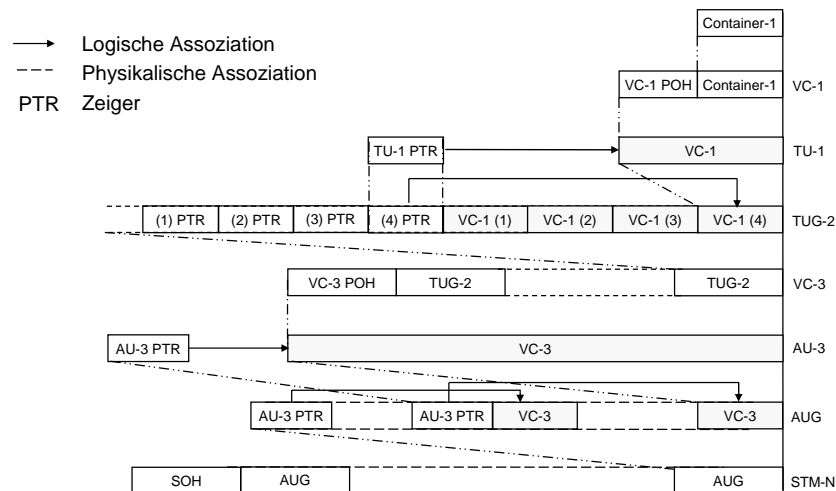 Container-1
Logische Assoziation
Physikalische Assoziation
PTR Zeiger
VC-1 POH Container-1 VC-1
TU-1 PTR VC-1 TU-1
(1) PTR (2) PTR (3) PTR (4) PTR VC-1 (1) VC-1 (2) VC-1 (3) VC-1 (4) TUG-2
VC-3 POH TUG-2 TUG-2 VC-3
AU-3 PTR VC-3 AU-3
AU-3 PTR AU-3 PTR VC-3 VC-3 AUG
SOH AUG AUG STM-N